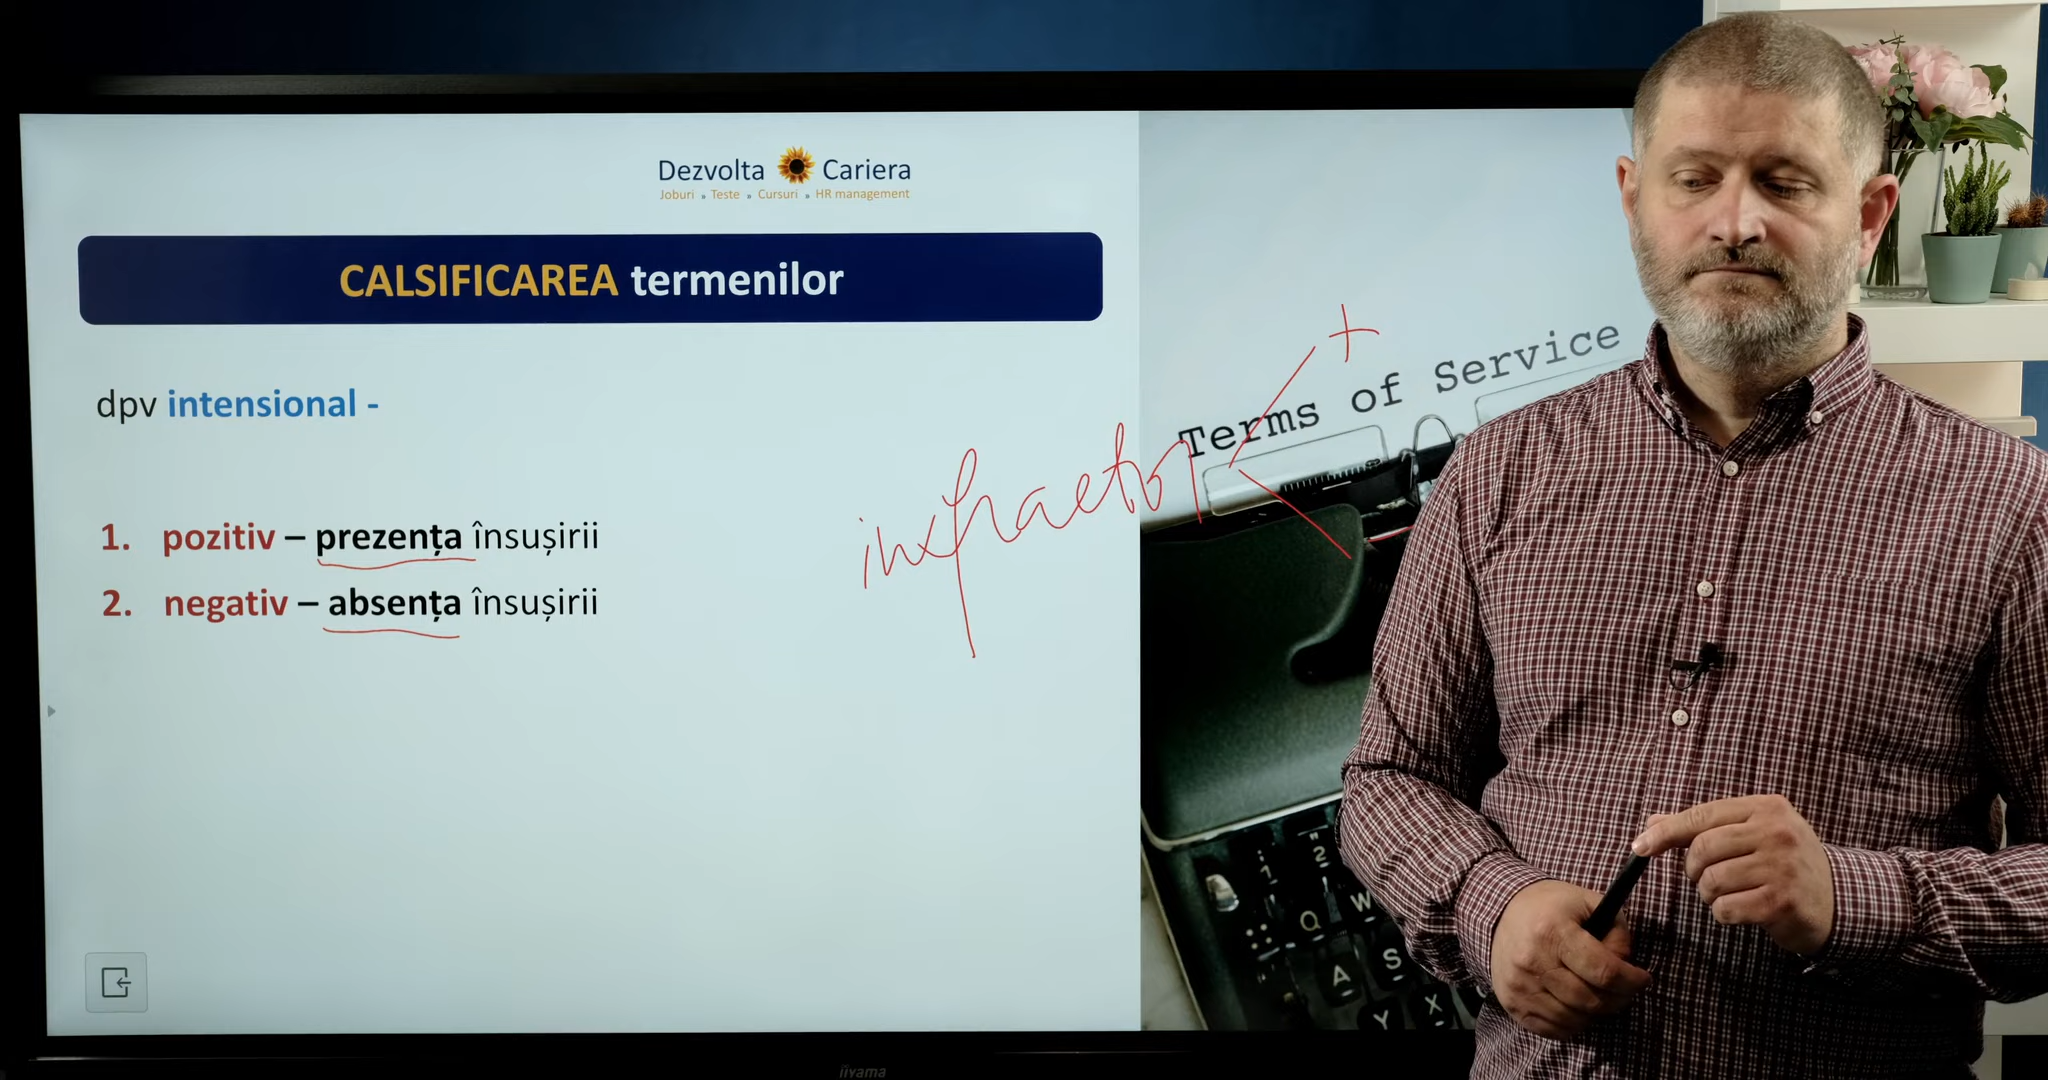 Dezvolta Cariera
Joburi » Teste » Cursuri » HR management
CALSIFICAREA termenilor
dpv intensional -
1. pozitiv – prezența însușirii
2. negativ – absența însușirii
infractor
+
Terms of Service
2
Q W
A S
Y X
iiyama